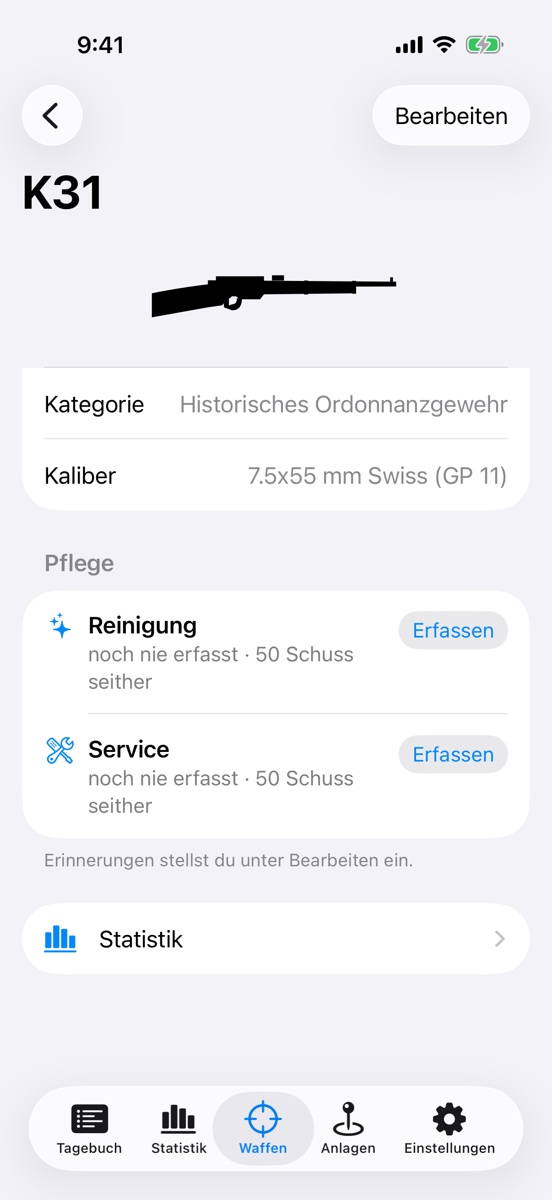 9:41
Bearbeiten
K31
Kategorie Historisches Ordonnanzgewehr
Kaliber 7.5x55 mm Swiss (GP 11)
Pflege
Reinigung
Erfassen
noch nie erfasst · 50 Schuss
seither
Service
Erfassen
noch nie erfasst · 50 Schuss
seither
Erinnerungen stellst du unter Bearbeiten ein.
Statistik
Tagebuch Statistik Waffen Anlagen Einstellungen